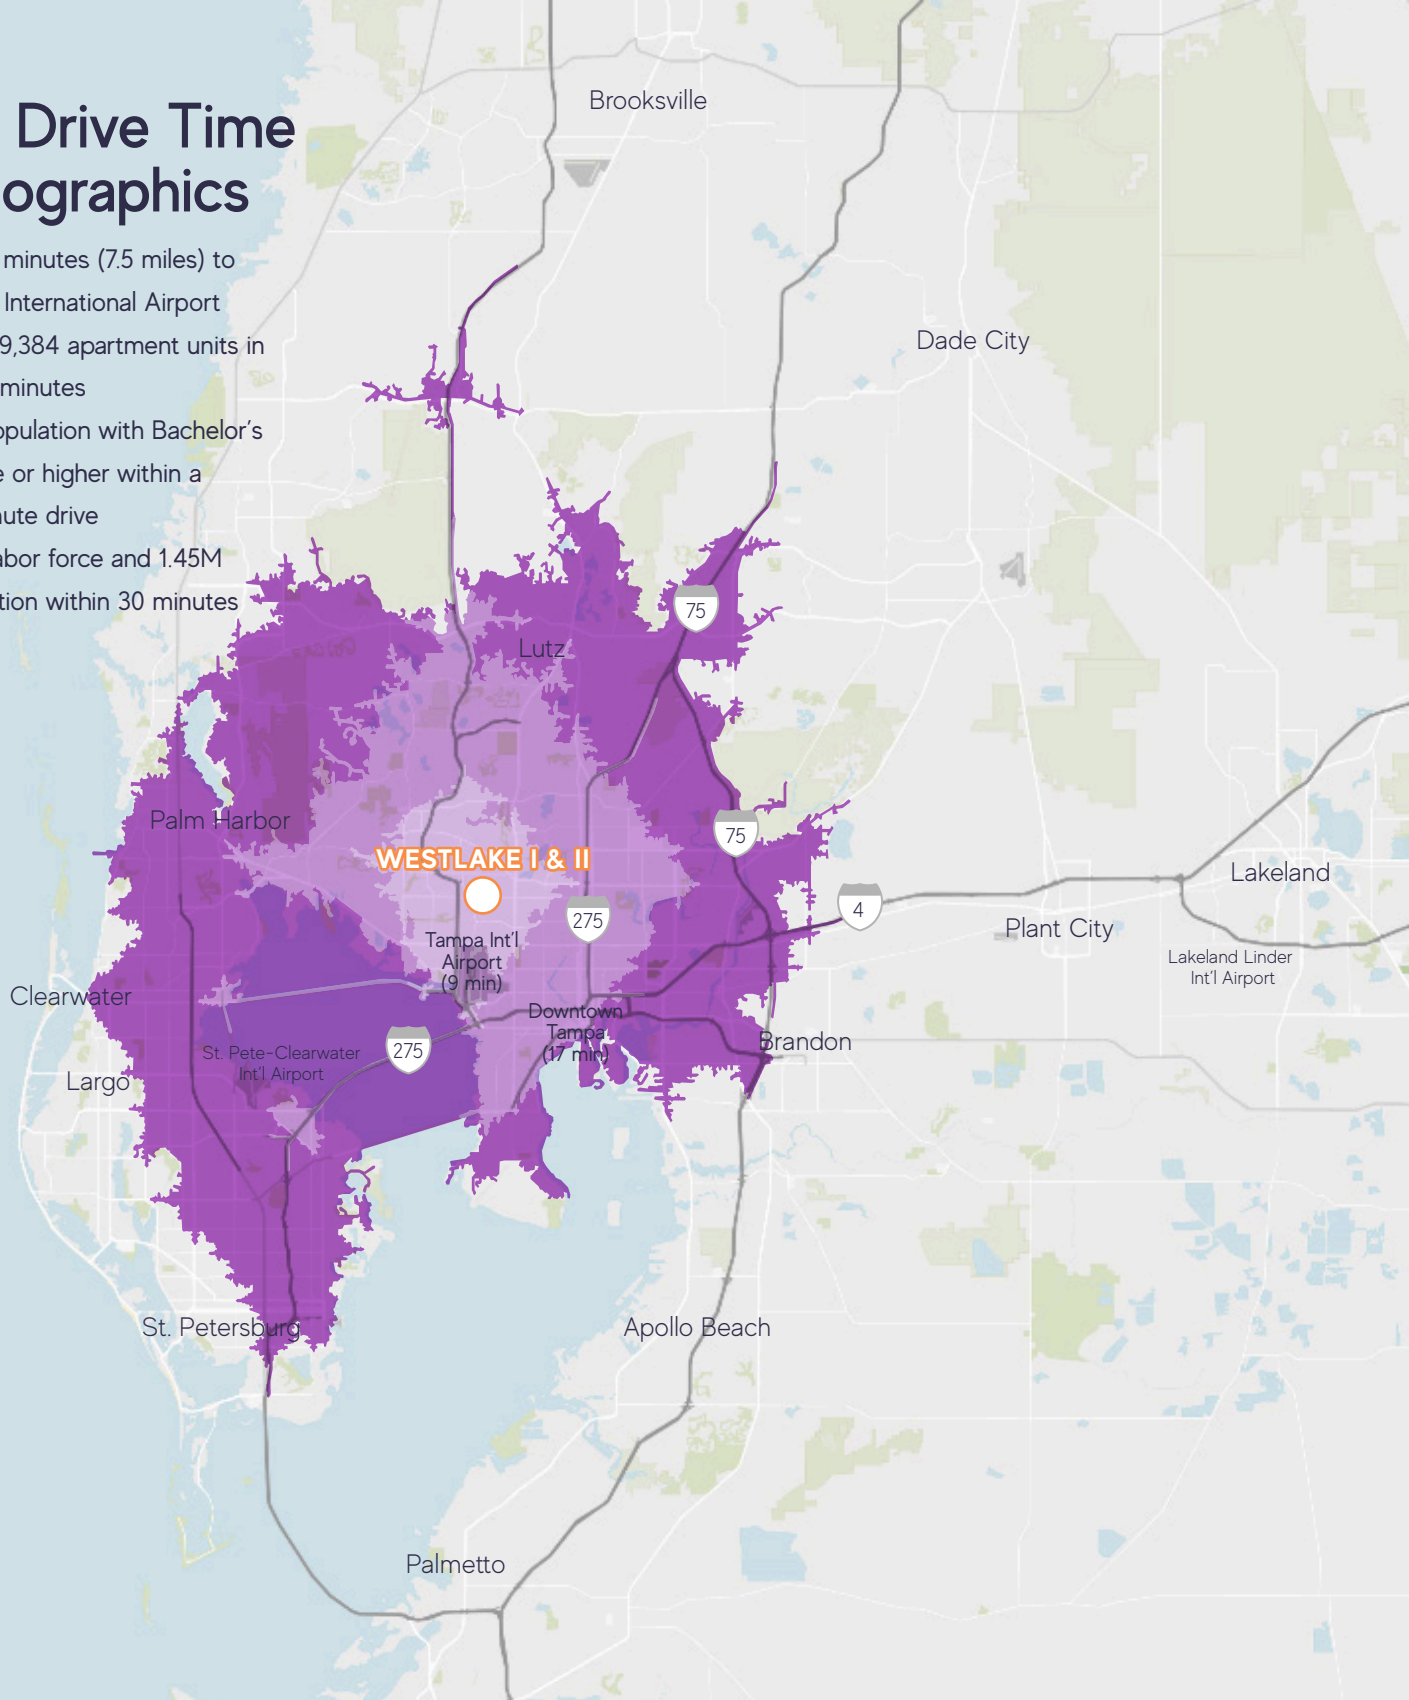 Drive Time
ographics
minutes (7.5 miles) to
International Airport
9,384 apartment units in
minutes
opulation with Bachelor's
e or higher within a
ute drive
abor force and 1.45M
tion within 30 minutes
Brooksville
Dade City
75
Lutz
Palm Harbor
75
WESTLAKE I & II
Lakeland
4
275
Plant City
Tampa Int'l
Airport
(9 min)
Lakeland Linder
Int'l Airport
Clearwater
Downtown
Tampa
(17 min)
Brandon
275
St. Pete-Clearwater
Int'l Airport
Largo
St. Petersburg
Apollo Beach
Palmetto